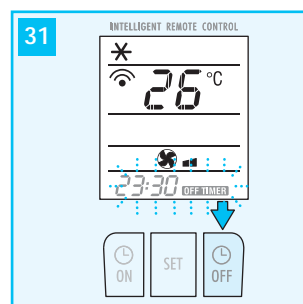 31
INTELLIGENT REMOTE CONTROL
26 °C
23:30 OFF TIMER
ON SET OFF